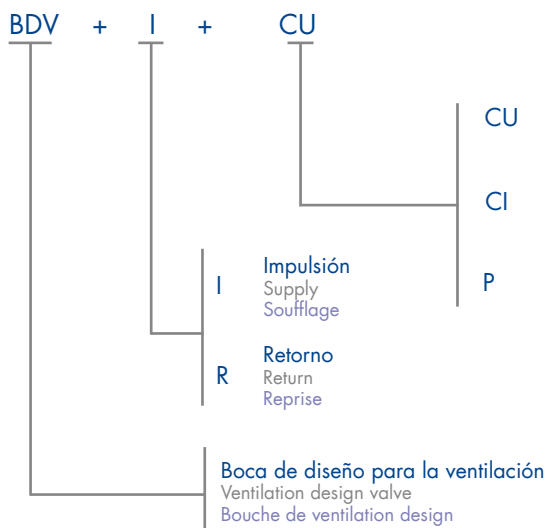 BDV + I + CU
CU
CI
P
I
Impulsión
Supply
Soufflage
R
Retorno
Return
Reprise
Boca de diseño para la ventilación
Ventilation design valve
Bouche de ventilation design